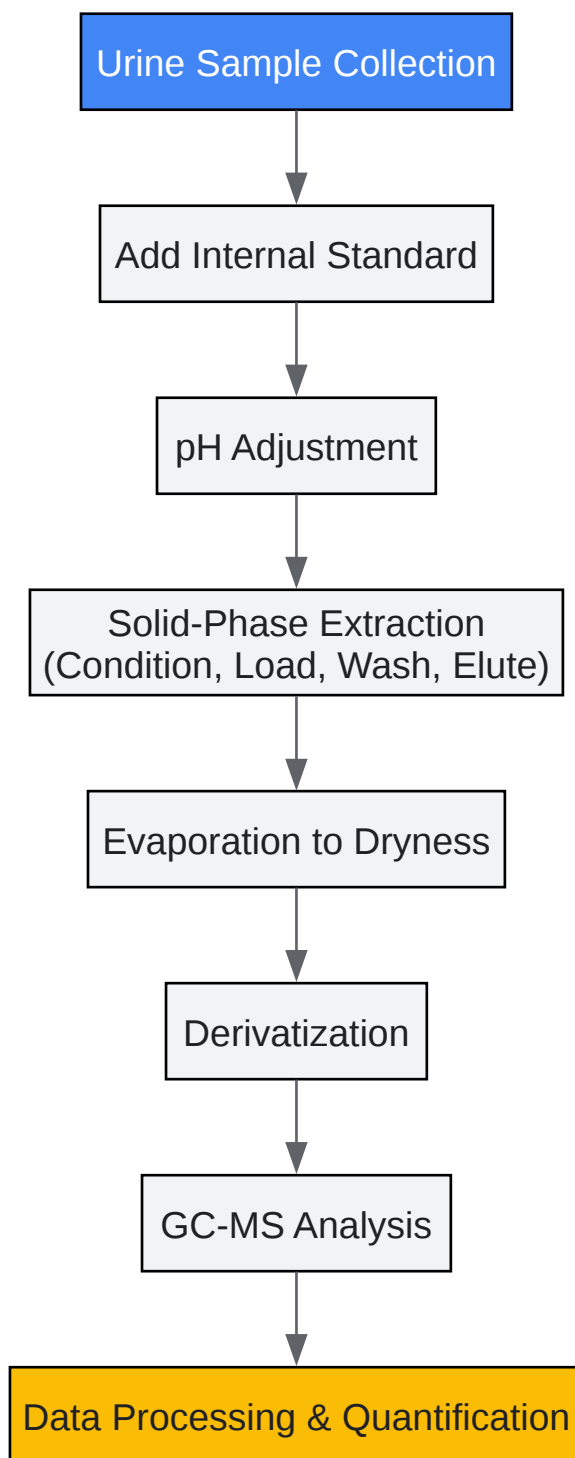 Urine Sample Collection
Add Internal Standard
pH Adjustment
Solid-Phase Extraction
(Condition, Load, Wash, Elute)
Evaporation to Dryness
Derivatization
GC-MS Analysis
Data Processing & Quantification